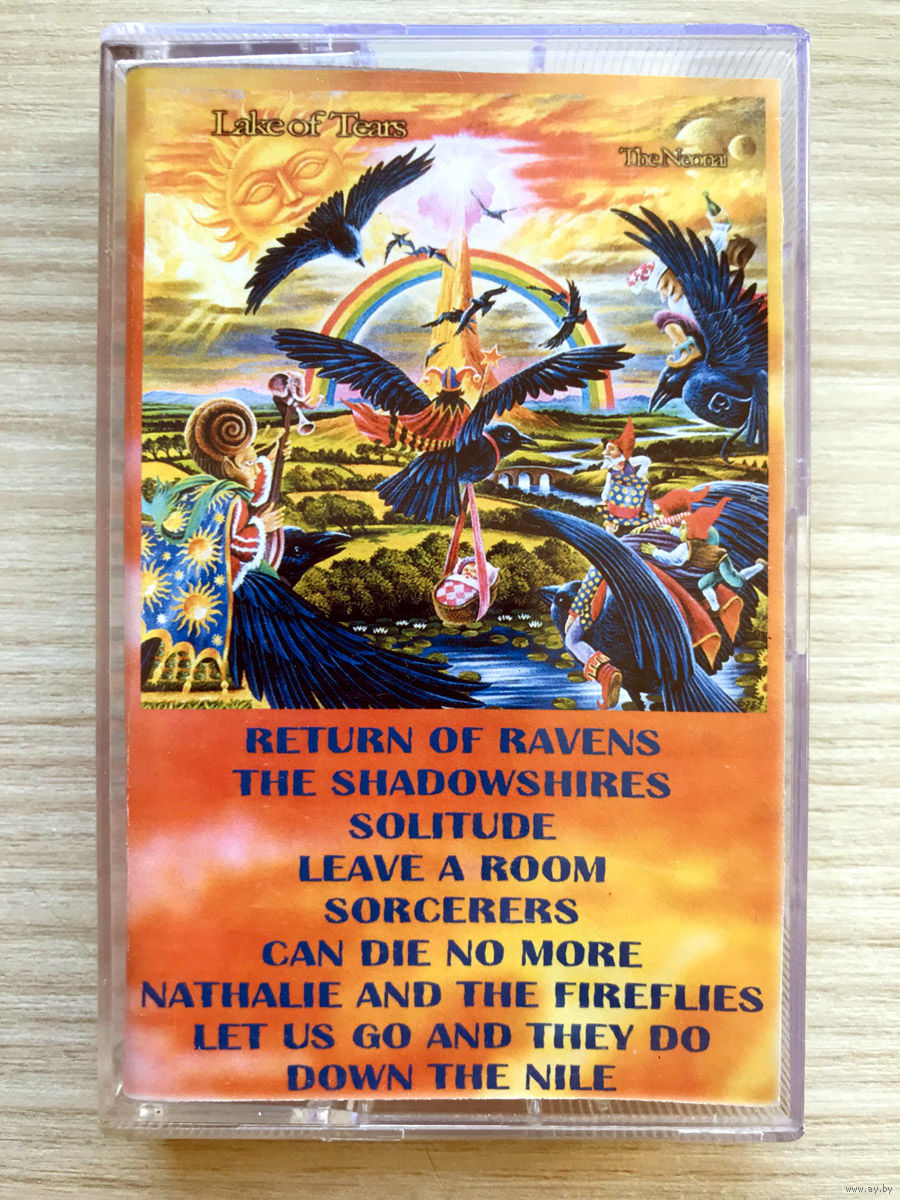 Lake of Tears
The Neonai
RETURN OF RAVENS
THE SHADOWSHIRES
SOLITUDE
LEAVE A ROOM
SORCERERS
CAN DIE NO MORE
NATHALIE AND THE FIREFLIES
LET US GO AND THEY DO
DOWN THE NILE
www.ay.by